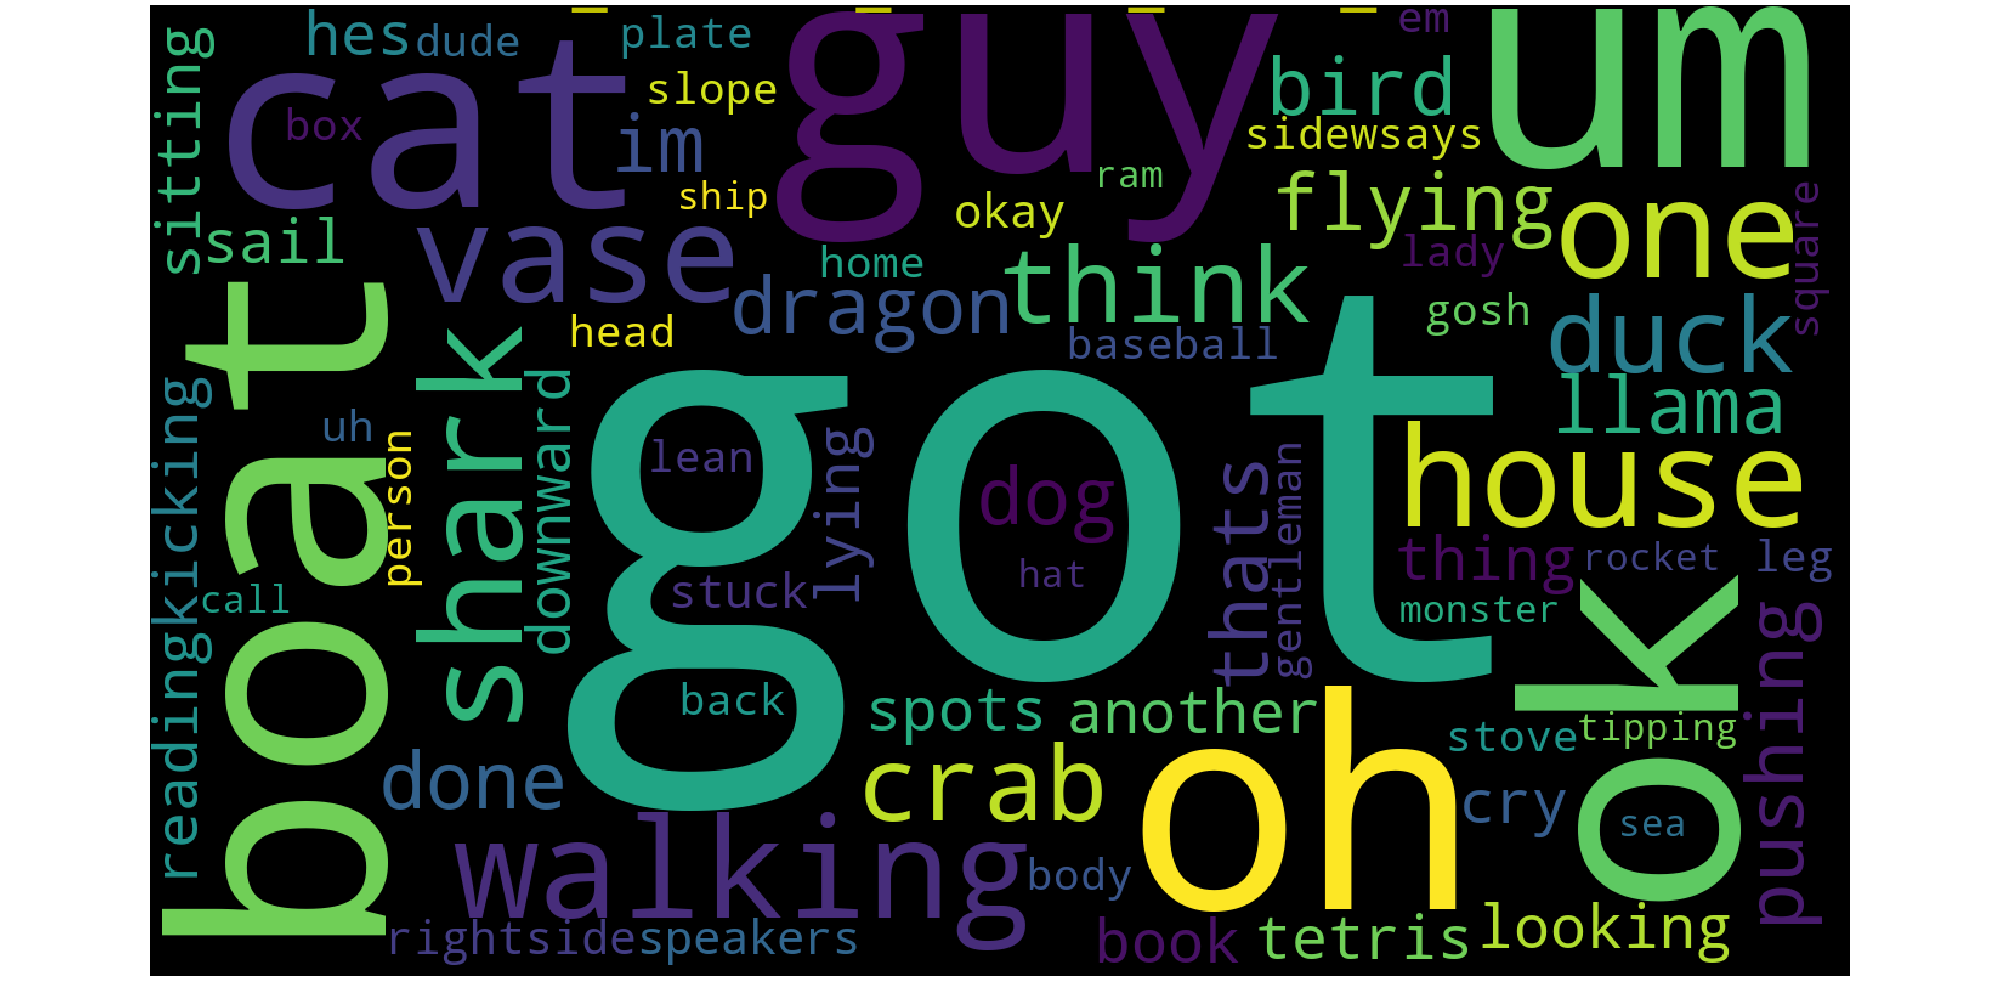 hes
dude
plate
em
sitting
cat
guy
um
box
slope
im
bird
sidewsays
ship
ram
okay
flying
one
square
sail
vase
home
think
lady
dragon
head
baseball
gosh
duck
boat
shark
downward
got
llama
kicking
uh
person
lean
lying
dog
thats
gentleman
house
hat
thing
rocket
leg
call
stuck
monster
ok
pushing
reading
back
spots
another
stove
tipping
done
crab
oh
cry
sea
walking
body
rightside
speakers
book
tetris
looking